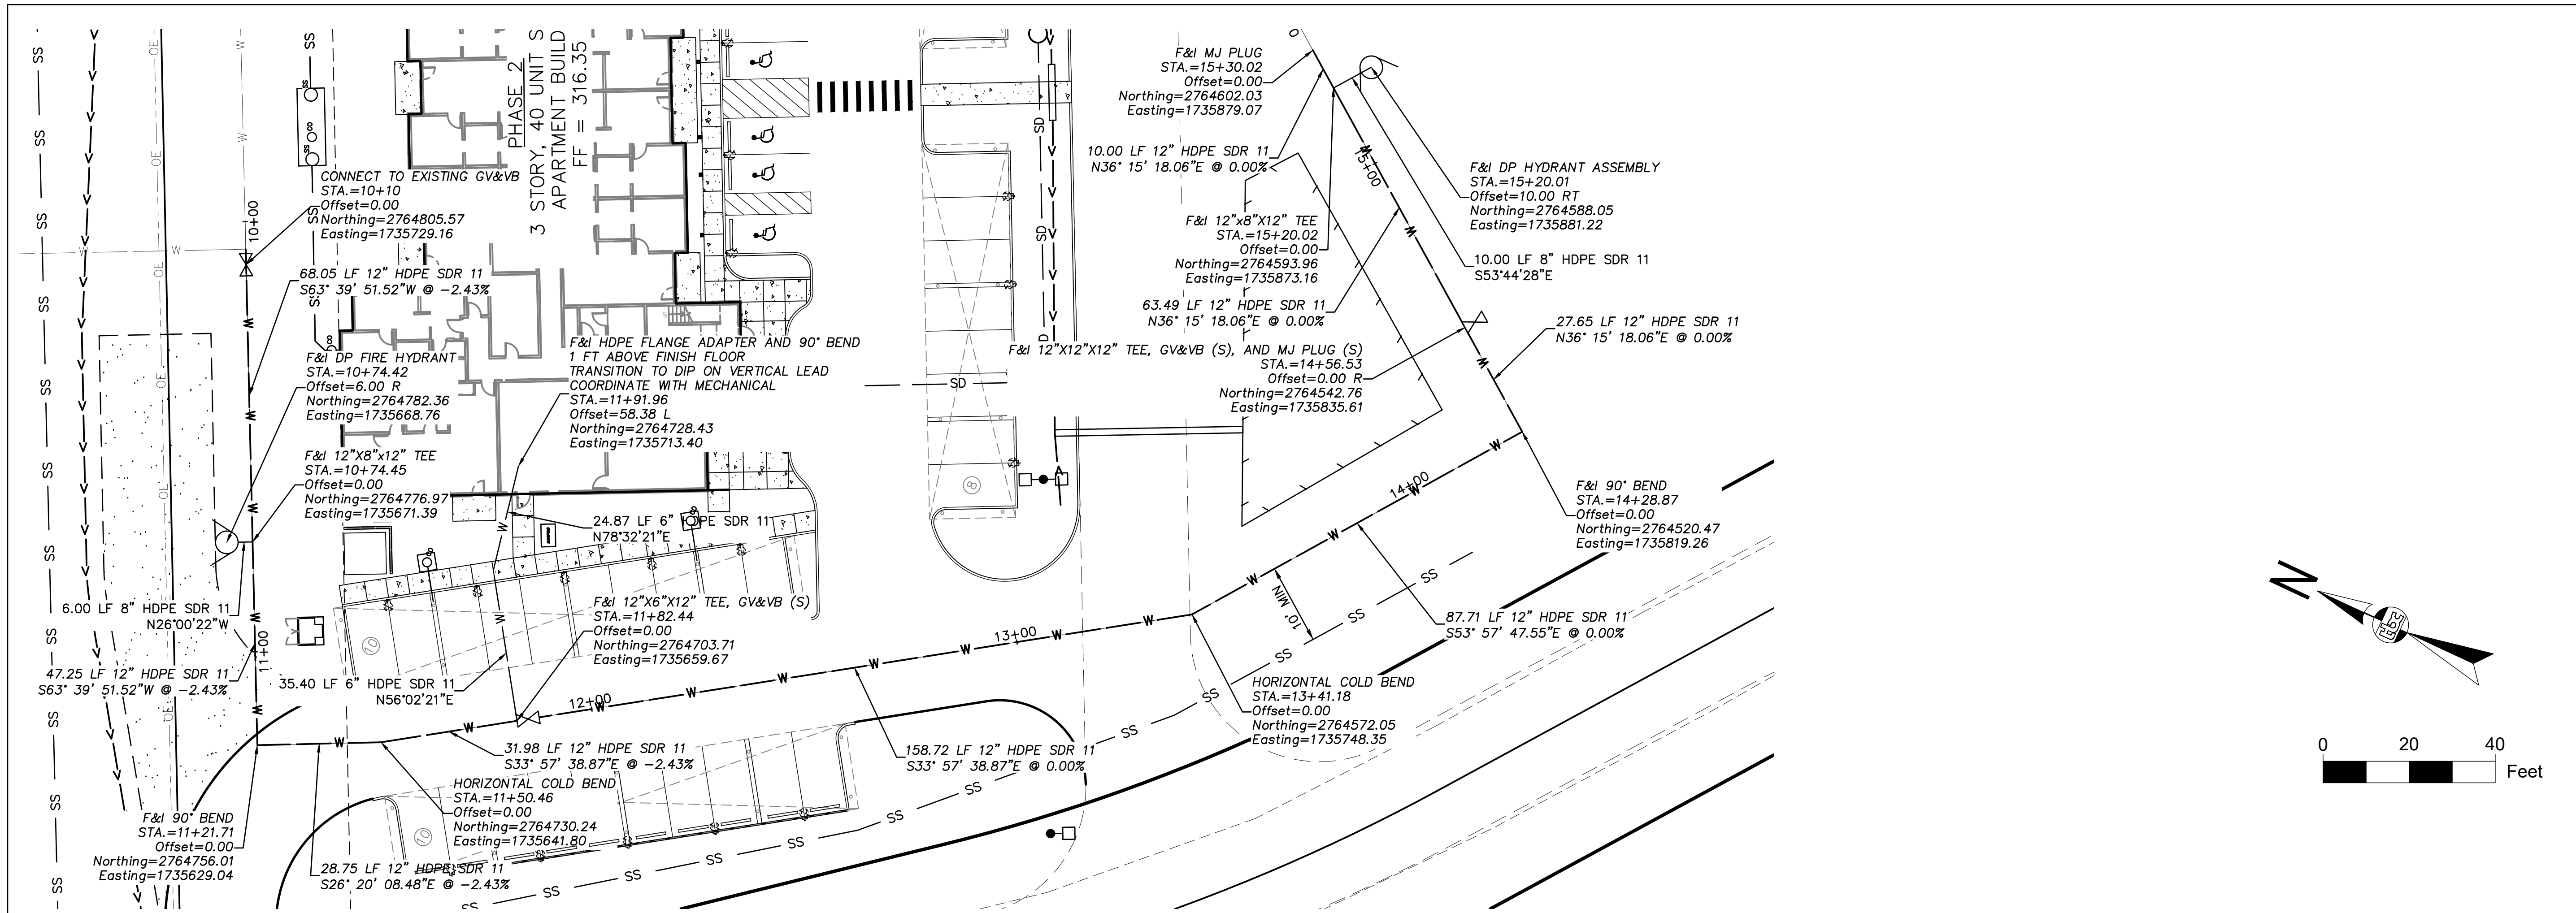 PHASE 2
3 STORY, 40 UNIT S
APARTMENT BUILD
FF = 316.35
CONNECT TO EXISTING GV&VB
STA.=10+10
Offset=0.00
Northing=2764805.57
Easting=1735729.16
10+00
68.05 LF 12" HDPE SDR 11
S63° 39' 51.52"W @ -2.43%
F&I DP FIRE HYDRANT
STA.=10+74.42
Offset=6.00 R
Northing=2764782.36
Easting=1735668.76
F&I 12"X8"x12" TEE
STA.=10+74.45
Offset=0.00
Northing=2764776.97
Easting=1735671.39
6.00 LF 8" HDPE SDR 11
N26°00'22"W
11+00
47.25 LF 12" HDPE SDR 11
S63° 39' 51.52"W @ -2.43%
F&I 90° BEND
STA.=11+21.71
Offset=0.00
Northing=2764756.01
Easting=1735629.04
28.75 LF 12" HDPE SDR 11
S26° 20' 08.48"E @ -2.43%
HORIZONTAL COLD BEND
STA.=11+50.46
Offset=0.00
Northing=2764730.24
Easting=1735641.80
31.98 LF 12" HDPE SDR 11
S33° 57' 38.87"E @ -2.43%
F&I HDPE FLANGE ADAPTER AND 90° BEND
1 FT ABOVE FINISH FLOOR
TRANSITION TO DIP ON VERTICAL LEAD
COORDINATE WITH MECHANICAL
STA.=11+91.96
Offset=58.38 L
Northing=2764728.43
Easting=1735713.40
24.87 LF 6" HDPE SDR 11
N78°32'21"E
35.40 LF 6" HDPE SDR 11
N56°02'21"E
F&I 12"X6"X12" TEE, GV&VB (S)
STA.=11+82.44
Offset=0.00
Northing=2764703.71
Easting=1735659.67
12+00
158.72 LF 12" HDPE SDR 11
S33° 57' 38.87"E @ 0.00%
13+00
HORIZONTAL COLD BEND
STA.=13+41.18
Offset=0.00
Northing=2764572.05
Easting=1735748.35
10' MIN
87.71 LF 12" HDPE SDR 11
S53° 57' 47.55"E @ 0.00%
14+00
F&I 90° BEND
STA.=14+28.87
Offset=0.00
Northing=2764520.47
Easting=1735819.26
27.65 LF 12" HDPE SDR 11
N36° 15' 18.06"E @ 0.00%
F&I 12"X12"X12" TEE, GV&VB (S), AND MJ PLUG (S)
STA.=14+56.53
Offset=0.00 R
Northing=2764542.76
Easting=1735835.61
63.49 LF 12" HDPE SDR 11
N36° 15' 18.06"E @ 0.00%
F&I 12"x8"X12" TEE
STA.=15+20.02
Offset=0.00
Northing=2764593.96
Easting=1735873.16
15+00
10.00 LF 12" HDPE SDR 11
N36° 15' 18.06"E @ 0.00%
F&I MJ PLUG
STA.=15+30.02
Offset=0.00
Northing=2764602.03
Easting=1735879.07
F&I DP HYDRANT ASSEMBLY
STA.=15+20.01
Offset=10.00 RT
Northing=2764588.05
Easting=1735881.22
10.00 LF 8" HDPE SDR 11
S53°44'28"E
SS
OE
W
SD
8
10
10
N
0 20 40
Feet